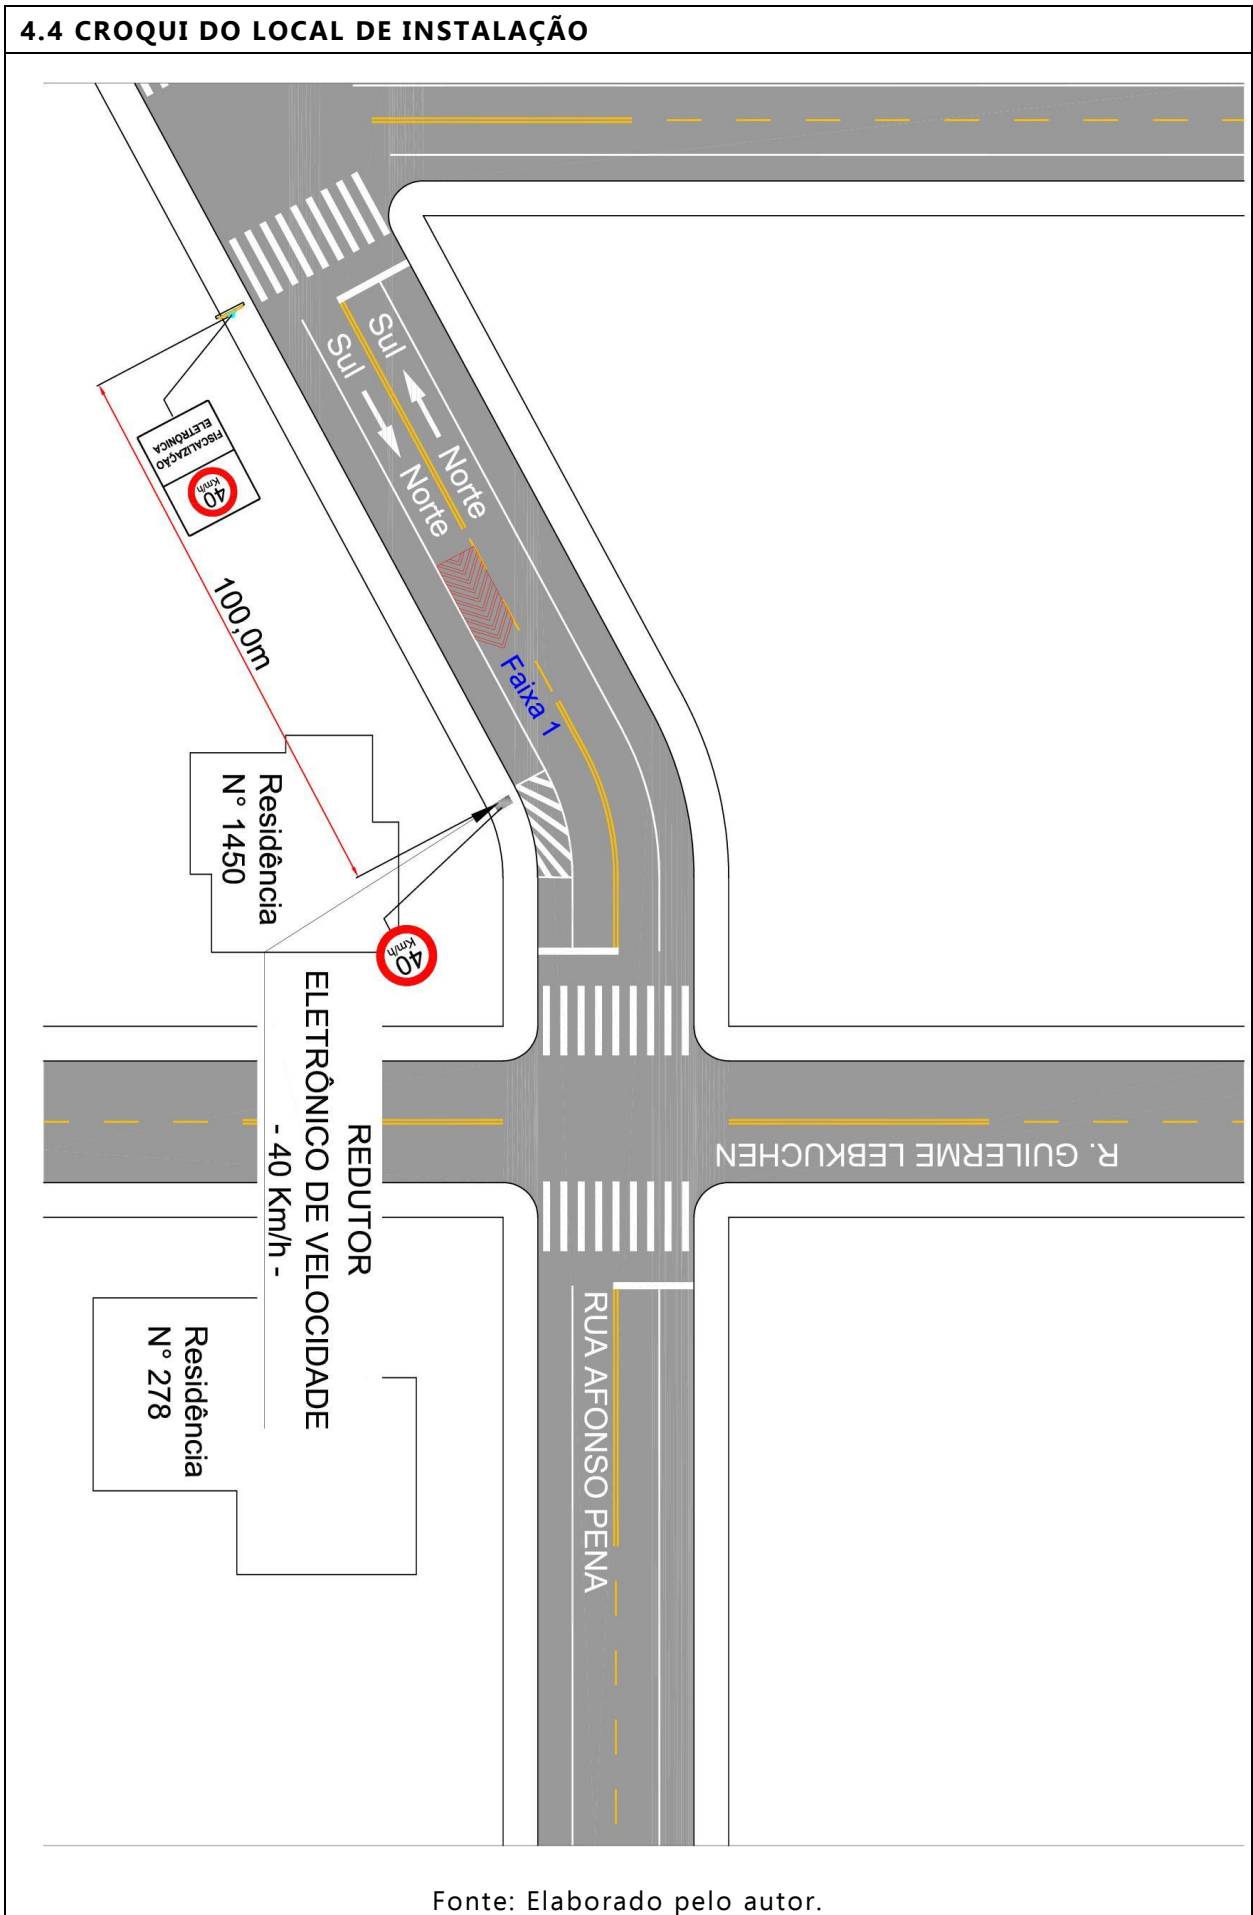 4.4 CROQUI DO LOCAL DE INSTALAÇÃO
Sul
Norte
Sul
Norte
FISCALIZAÇÃO
ELETRÔNICA
40
Km/h
100,0m
Faixa 1
Residência
N° 1450
40
Km/h
REDUTOR
ELETRÔNICO DE VELOCIDADE
- 40 Km/h -
R. GUILERME LEBKUCHEN
Residência
N° 278
RUA AFONSO PENA
Fonte: Elaborado pelo autor.